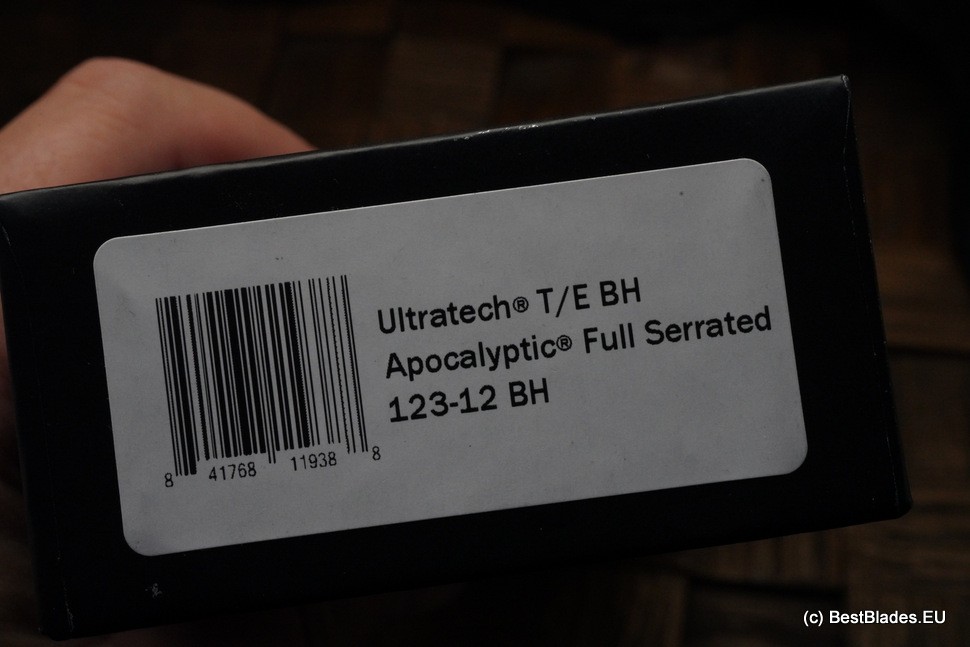 Ultratech® T/E BH
Apocalyptic® Full Serrated
123-12 BH
8 41768 11938 8
(c) BestBlades.EU